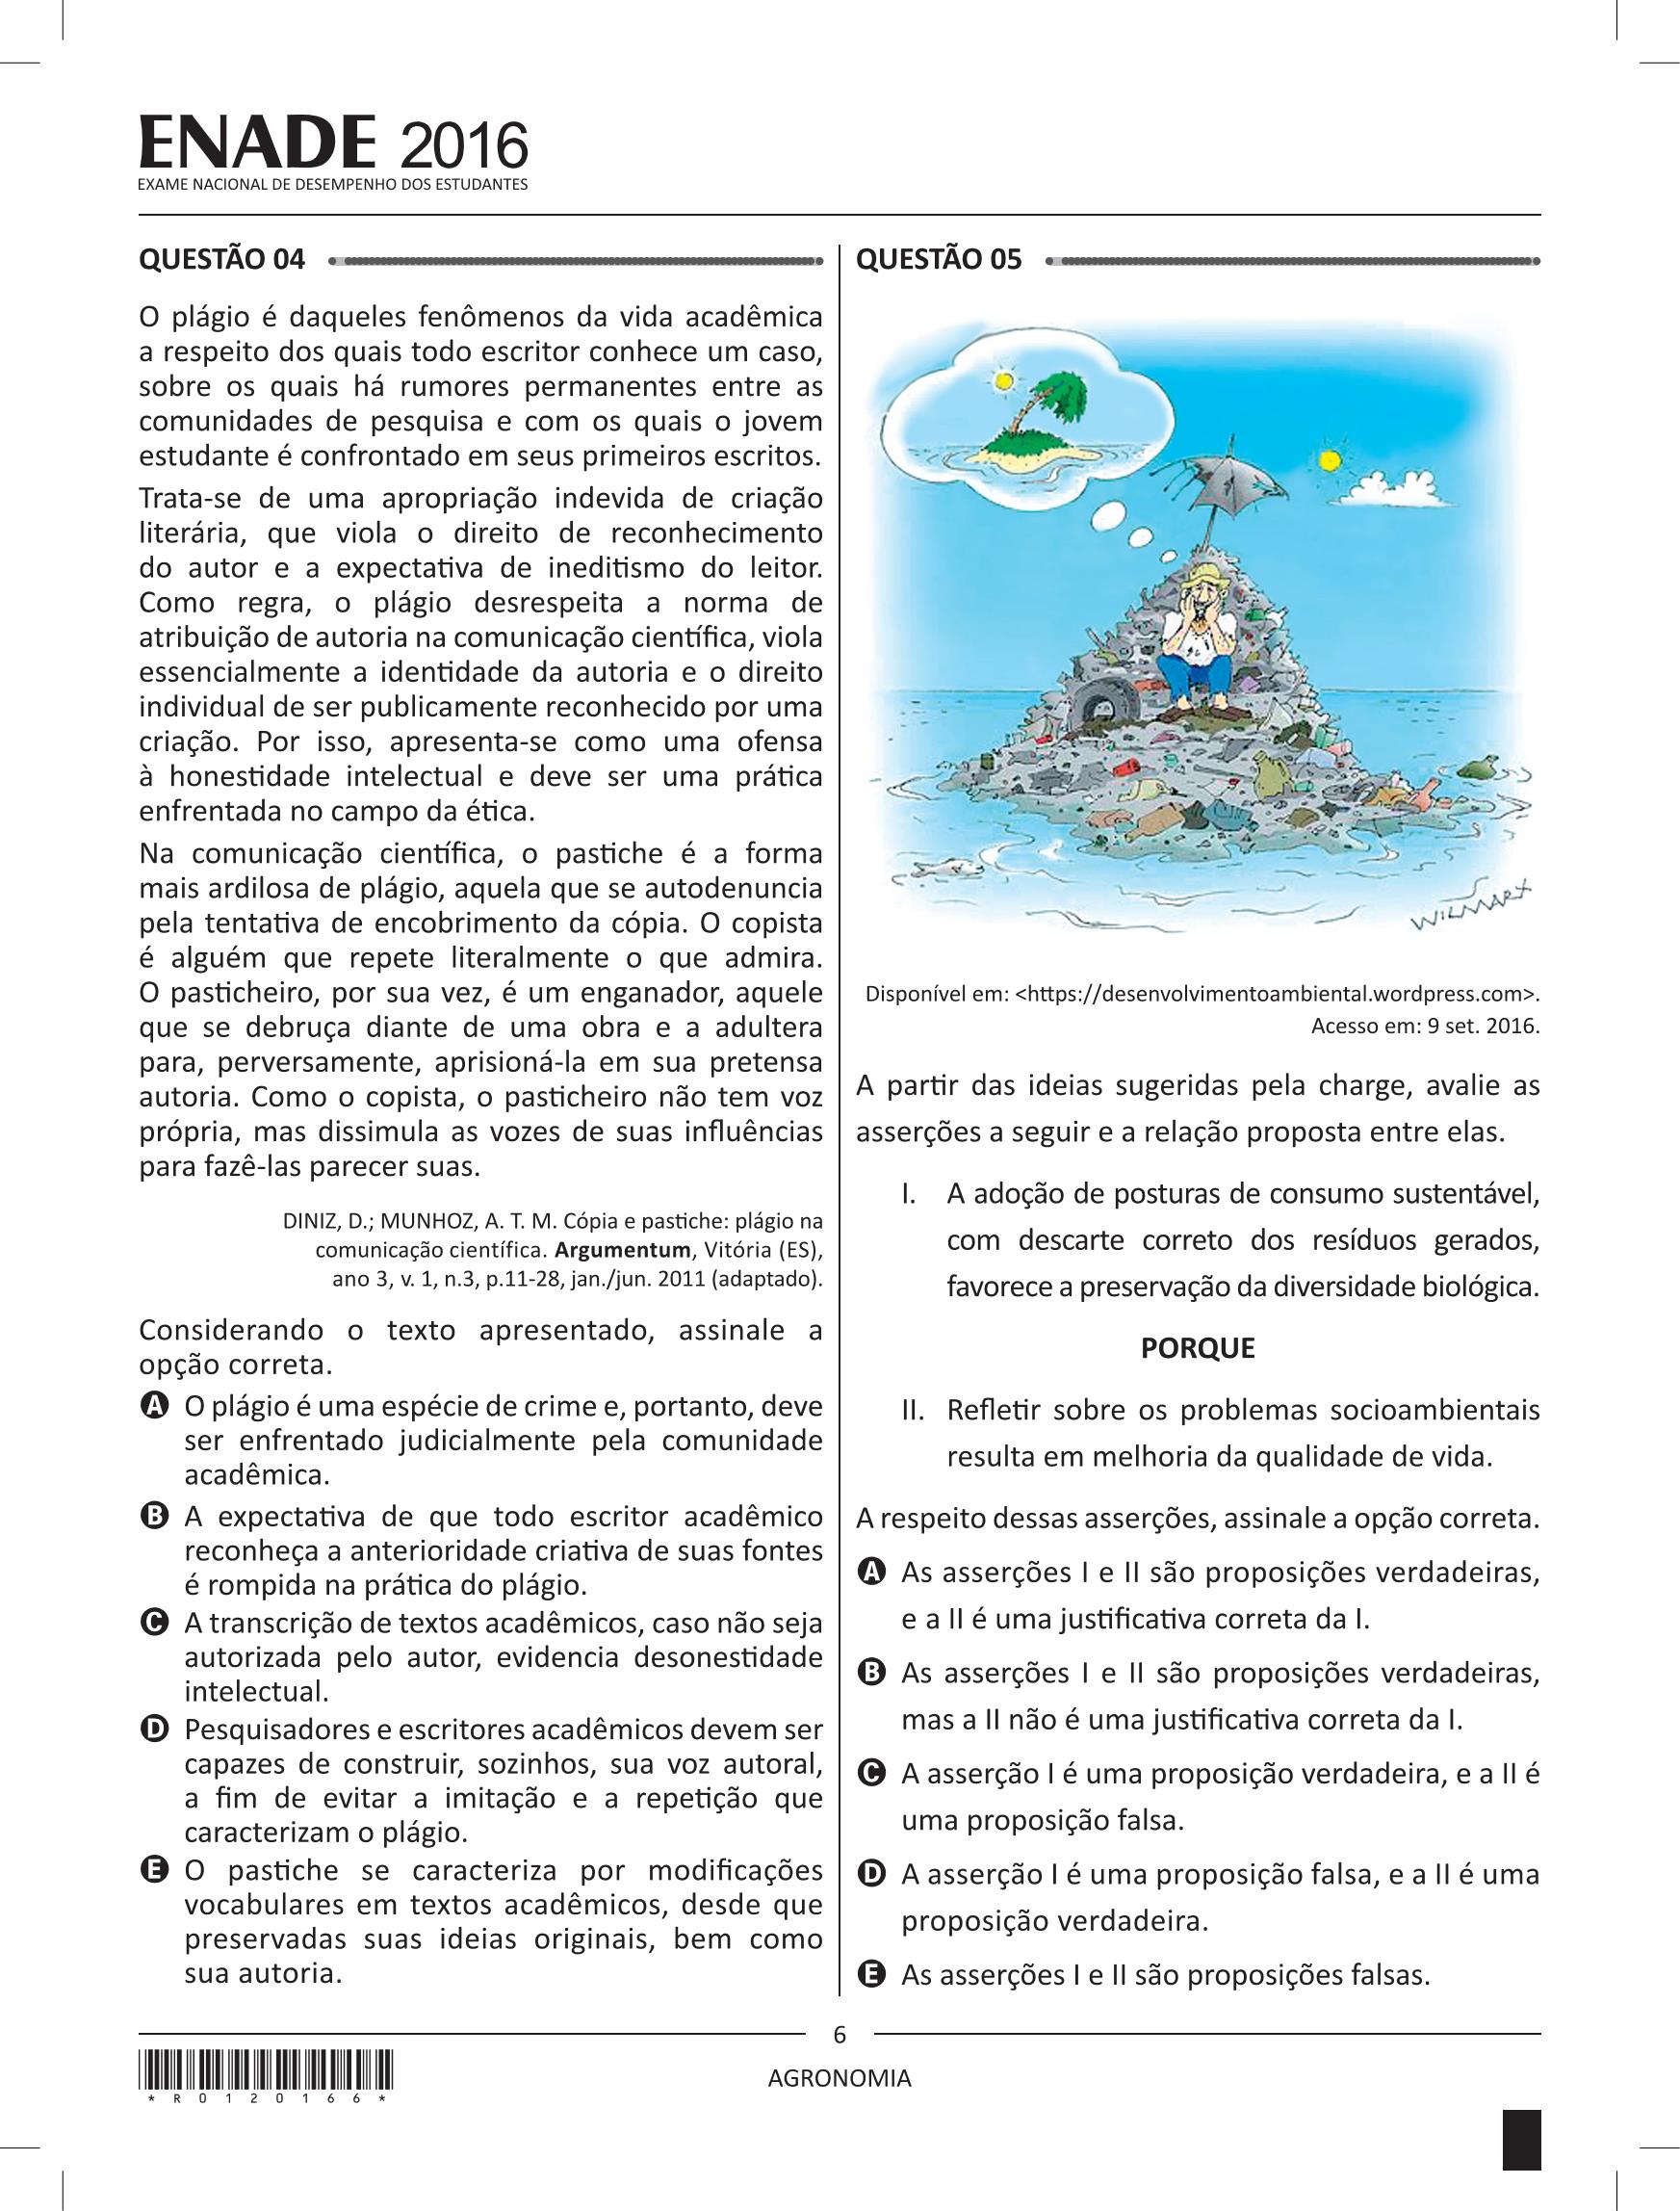 ENADE 2016
EXAME NACIONAL DE DESEMPENHO DOS ESTUDANTES
QUESTÃO 04
O plágio é daqueles fenômenos da vida acadêmica
a respeito dos quais todo escritor conhece um caso,
sobre os quais há rumores permanentes entre as
comunidades de pesquisa e com os quais o jovem
estudante é confrontado em seus primeiros escritos.
Trata-se de uma apropriação indevida de criação
literária, que viola o direito de reconhecimento
do autor e a expectativa de ineditismo do leitor.
Como regra, o plágio desrespeita a norma de
atribuição de autoria na comunicação científica, viola
essencialmente a identidade da autoria e o direito
individual de ser publicamente reconhecido por uma
criação. Por isso, apresenta-se como uma ofensa
à honestidade intelectual e deve ser uma prática
enfrentada no campo da ética.
Na comunicação científica, o pastiche é a forma
mais ardilosa de plágio, aquela que se autodenuncia
pela tentativa de encobrimento da cópia. O copista
é alguém que repete literalmente o que admira.
O pasticheiro, por sua vez, é um enganador, aquele
que se debruça diante de uma obra e a adultera
para, perversamente, aprisioná-la em sua pretensa
autoria. Como o copista, o pasticheiro não tem voz
própria, mas dissimula as vozes de suas influências
para fazê-las parecer suas.
DINIZ, D.; MUNHOZ, A. T. M. Cópia e pastiche: plágio na
comunicação científica. Argumentum, Vitória (ES),
ano 3, v. 1, n.3, p.11-28, jan./jun. 2011 (adaptado).
Considerando o texto apresentado, assinale a
opção correta.
A O plágio é uma espécie de crime e, portanto, deve
ser enfrentado judicialmente pela comunidade
acadêmica.
B A expectativa de que todo escritor acadêmico
reconheça a anterioridade criativa de suas fontes
é rompida na prática do plágio.
C A transcrição de textos acadêmicos, caso não seja
autorizada pelo autor, evidencia desonestidade
intelectual.
D Pesquisadores e escritores acadêmicos devem ser
capazes de construir, sozinhos, sua voz autoral,
a fim de evitar a imitação e a repetição que
caracterizam o plágio.
E O pastiche se caracteriza por modificações
vocabulares em textos acadêmicos, desde que
preservadas suas ideias originais, bem como
sua autoria.
QUESTÃO 05
WILMARX
Disponível em: <https://desenvolvimentoambiental.wordpress.com>.
Acesso em: 9 set. 2016.
A partir das ideias sugeridas pela charge, avalie as
asserções a seguir e a relação proposta entre elas.
I. A adoção de posturas de consumo sustentável,
com descarte correto dos resíduos gerados,
favorece a preservação da diversidade biológica.
PORQUE
II. Refletir sobre os problemas socioambientais
resulta em melhoria da qualidade de vida.
A respeito dessas asserções, assinale a opção correta.
A As asserções I e II são proposições verdadeiras,
e a II é uma justificativa correta da I.
B As asserções I e II são proposições verdadeiras,
mas a II não é uma justificativa correta da I.
C A asserção I é uma proposição verdadeira, e a II é
uma proposição falsa.
D A asserção I é uma proposição falsa, e a II é uma
proposição verdadeira.
E As asserções I e II são proposições falsas.
6
*R0120166*
AGRONOMIA